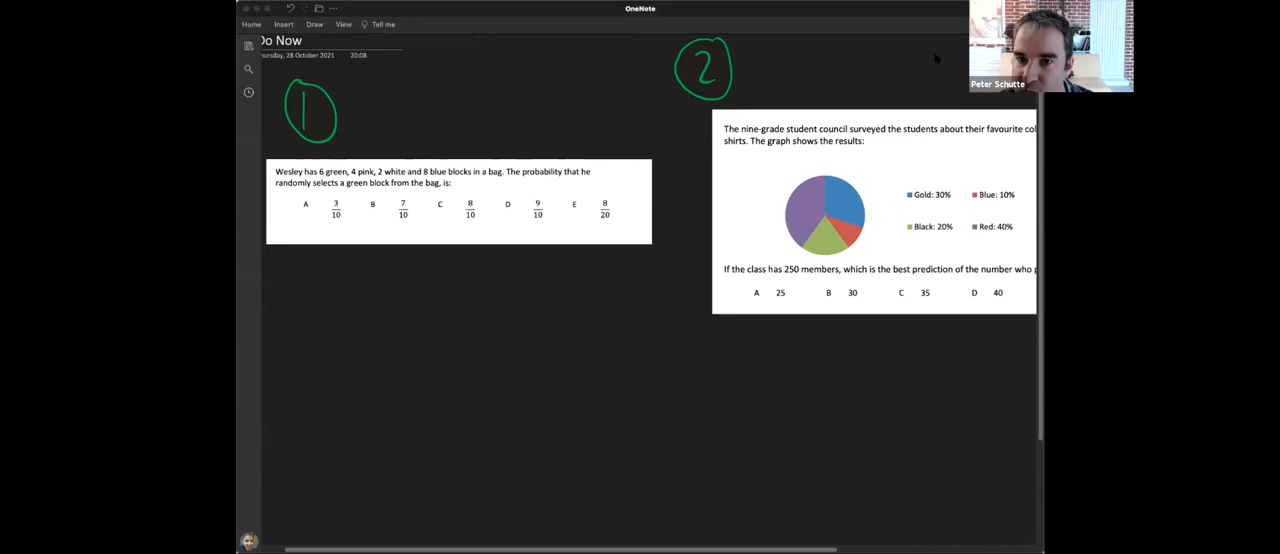 OneNote
Home Insert Draw View Tell me
Do Now
Thursday, 28 October 2021 20:08
1
2
Peter Schutte
Wesley has 6 green, 4 pink, 2 white and 8 blue blocks in a bag. The probability that he
randomly selects a green block from the bag, is:
A 3/10 B 7/10 C 8/10 D 9/10 E 8/20
The nine-grade student council surveyed the students about their favourite col
shirts. The graph shows the results:
Gold: 30% Blue: 10%
Black: 20% Red: 40%
If the class has 250 members, which is the best prediction of the number who p
A 25 B 30 C 35 D 40